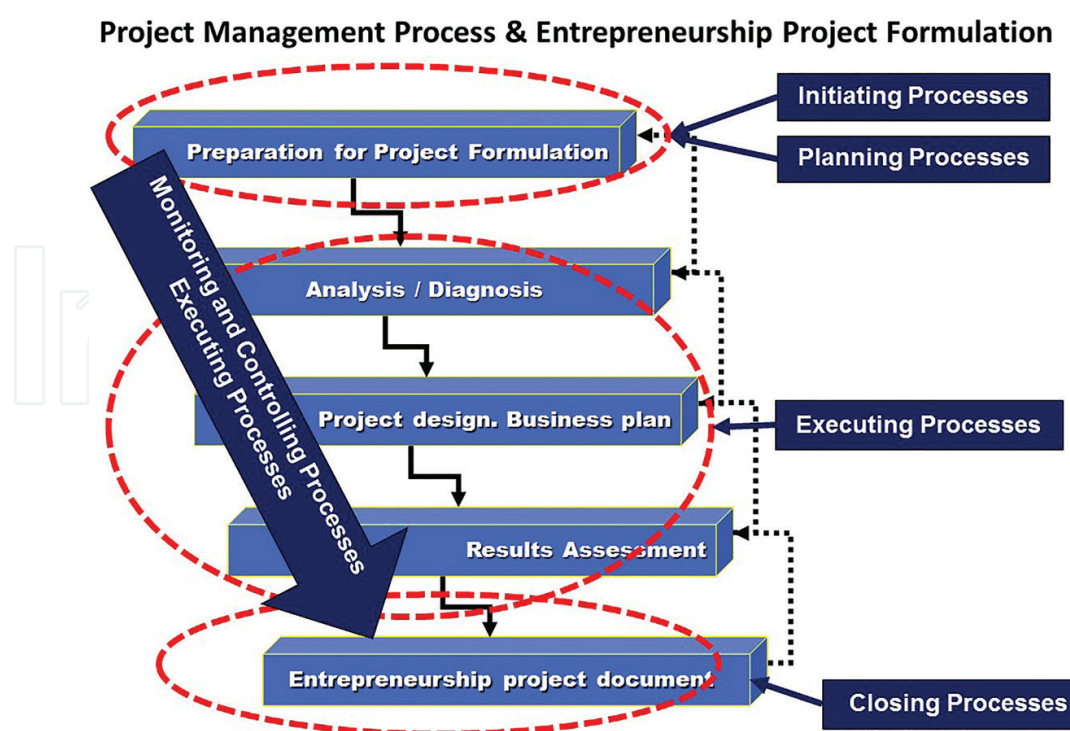 Project Management Process & Entrepreneurship Project Formulation
Initiating Processes
Preparation for Project Formulation
Planning Processes
Monitoring and Controlling Processes
Executing Processes
Analysis / Diagnosis
Project design. Business plan
Executing Processes
Results Assessment
Entrepreneurship project document
Closing Processes